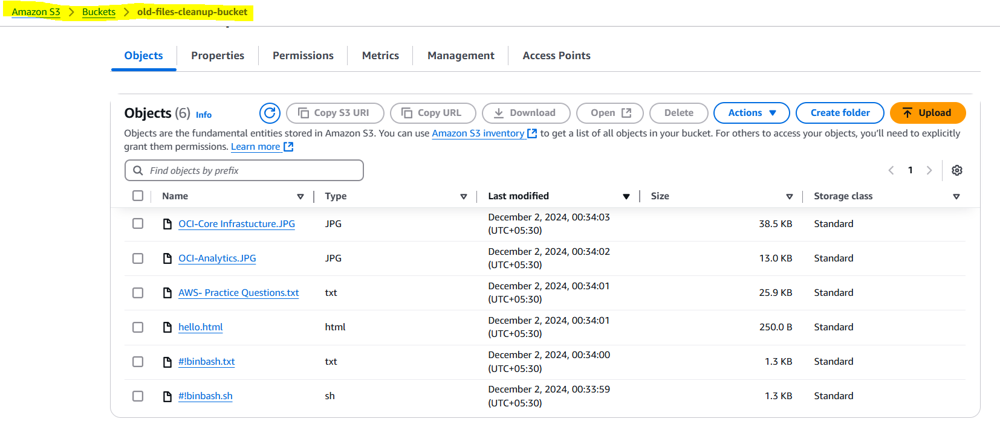 Amazon S3 > Buckets > old-files-cleanup-bucket
Objects Properties Permissions Metrics Management Access Points
Objects (6) Info Copy S3 URI Copy URL Download Open Delete Actions Create folder Upload
Objects are the fundamental entities stored in Amazon S3. You can use Amazon S3 inventory to get a list of all objects in your bucket. For others to access your objects, you’ll need to explicitly
grant them permissions. Learn more
Find objects by prefix
1
Name Type Last modified Size Storage class
OCI-Core Infrastucture.JPG JPG December 2, 2024, 00:34:03 (UTC+05:30) 38.5 KB Standard
OCI-Analytics.JPG JPG December 2, 2024, 00:34:02 (UTC+05:30) 13.0 KB Standard
AWS- Practice Questions.txt txt December 2, 2024, 00:34:01 (UTC+05:30) 25.9 KB Standard
hello.html html December 2, 2024, 00:34:01 (UTC+05:30) 250.0 B Standard
#!binbash.txt txt December 2, 2024, 00:34:00 (UTC+05:30) 1.3 KB Standard
#!binbash.sh sh December 2, 2024, 00:33:59 (UTC+05:30) 1.3 KB Standard